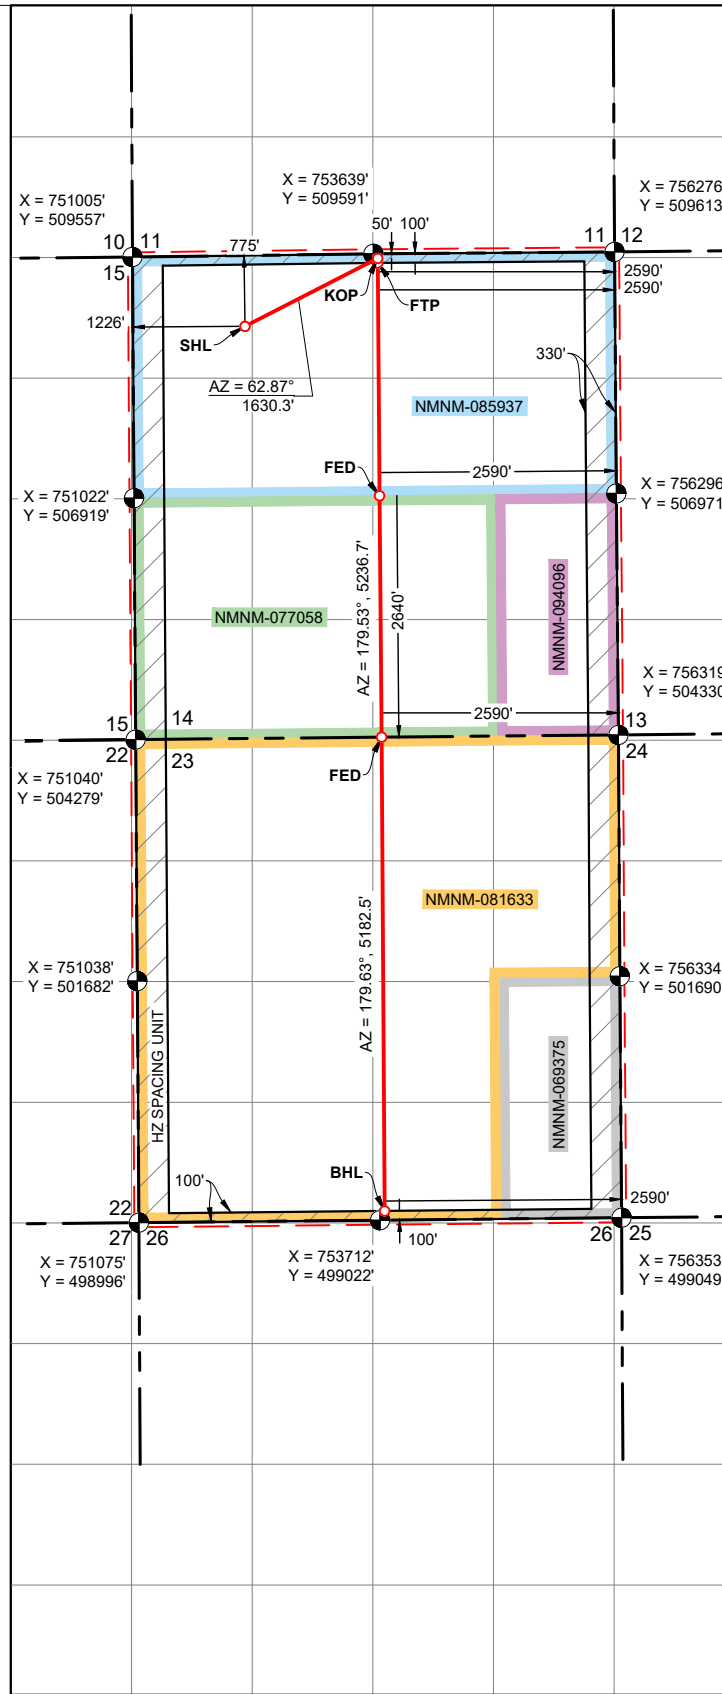 X = 753639'
Y = 509591'
X = 751005'
Y = 509557'
X = 756276
Y = 509613
50' 100'
10 11
775'
11 12
15
2590'
KOP
FTP
2590'
1226'
SHL
330'
AZ = 62.87°
1630.3'
NMNM-085937
FED
2590'
X = 751022'
Y = 506919'
X = 756296
Y = 506971
AZ = 179.53°, 5236.7'
2640'
NMNM-077058
NMNM-094096
X = 756319
Y = 504330
2590'
15 14
13
22 23
24
FED
X = 751040'
Y = 504279'
NMNM-081633
AZ = 179.63°, 5182.5'
X = 751038'
Y = 501682'
X = 756334
Y = 501690
HZ SPACING UNIT
NMNM-069375
100'
BHL
2590'
22
27 26
26 25
100'
X = 751075'
Y = 498996'
X = 753712'
Y = 499022'
X = 756353
Y = 499049